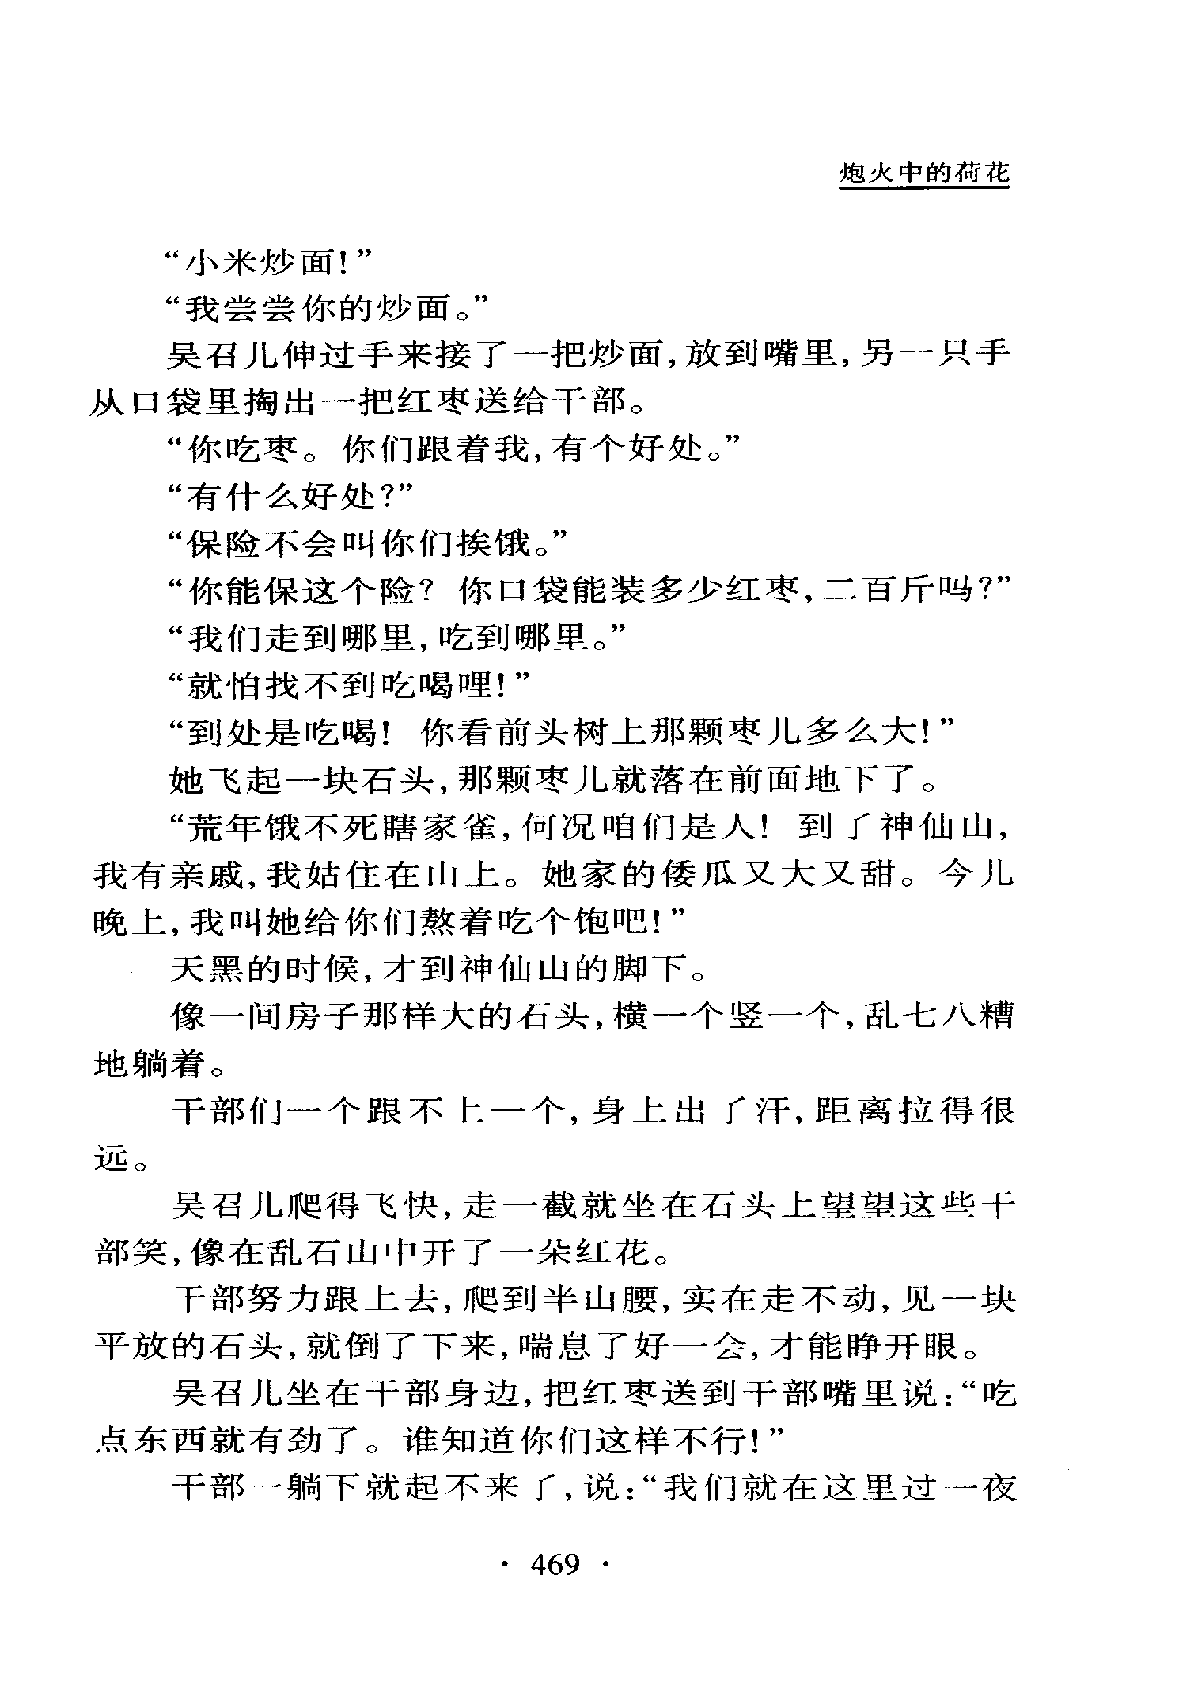 炮火中的荷花
“小米炒面!”
“我尝尝你的炒面。”
吴召儿伸过手来接了一把炒面,放到嘴里,另一只手
从口袋里掏出一把红枣送给干部。
“你吃枣。你们跟着我,有个好处。”
“有什么好处?”
“保险不会叫你们挨饿。”
“你能保这个险? 你口袋能装多少红枣,二百斤吗?”
“我们走到哪里,吃到哪里。”
“就怕找不到吃喝哩!”
“到处是吃喝! 你看前头树上那颗枣儿多么大!”
她飞起一块石头,那颗枣儿就落在前面地下了。
“荒年饿不死瞎家雀,何况咱们是人! 到了神仙山,
我有亲戚,我姑住在山上。她家的倭瓜又大又甜。今儿
晚上,我叫她给你们熬着吃个饱吧!”
天黑的时候,才到神仙山的脚下。
像一间房子那样大的石头,横一个竖一个,乱七八糟
地躺着。
干部们一个跟不上一个,身上出了汗,距离拉得很
远。
吴召儿爬得飞快,走一截就坐在石头上望望这些干
部笑,像在乱石山中开了一朵红花。
干部努力跟上去,爬到半山腰,实在走不动,见一块
平放的石头,就倒了下来,喘息了好一会,才能睁开眼。
吴召儿坐在干部身边,把红枣送到干部嘴里说:“吃
点东西就有劲了。谁知道你们这样不行!”
干部一躺下就起不来了,说:“我们就在这里过一夜
· 469 ·